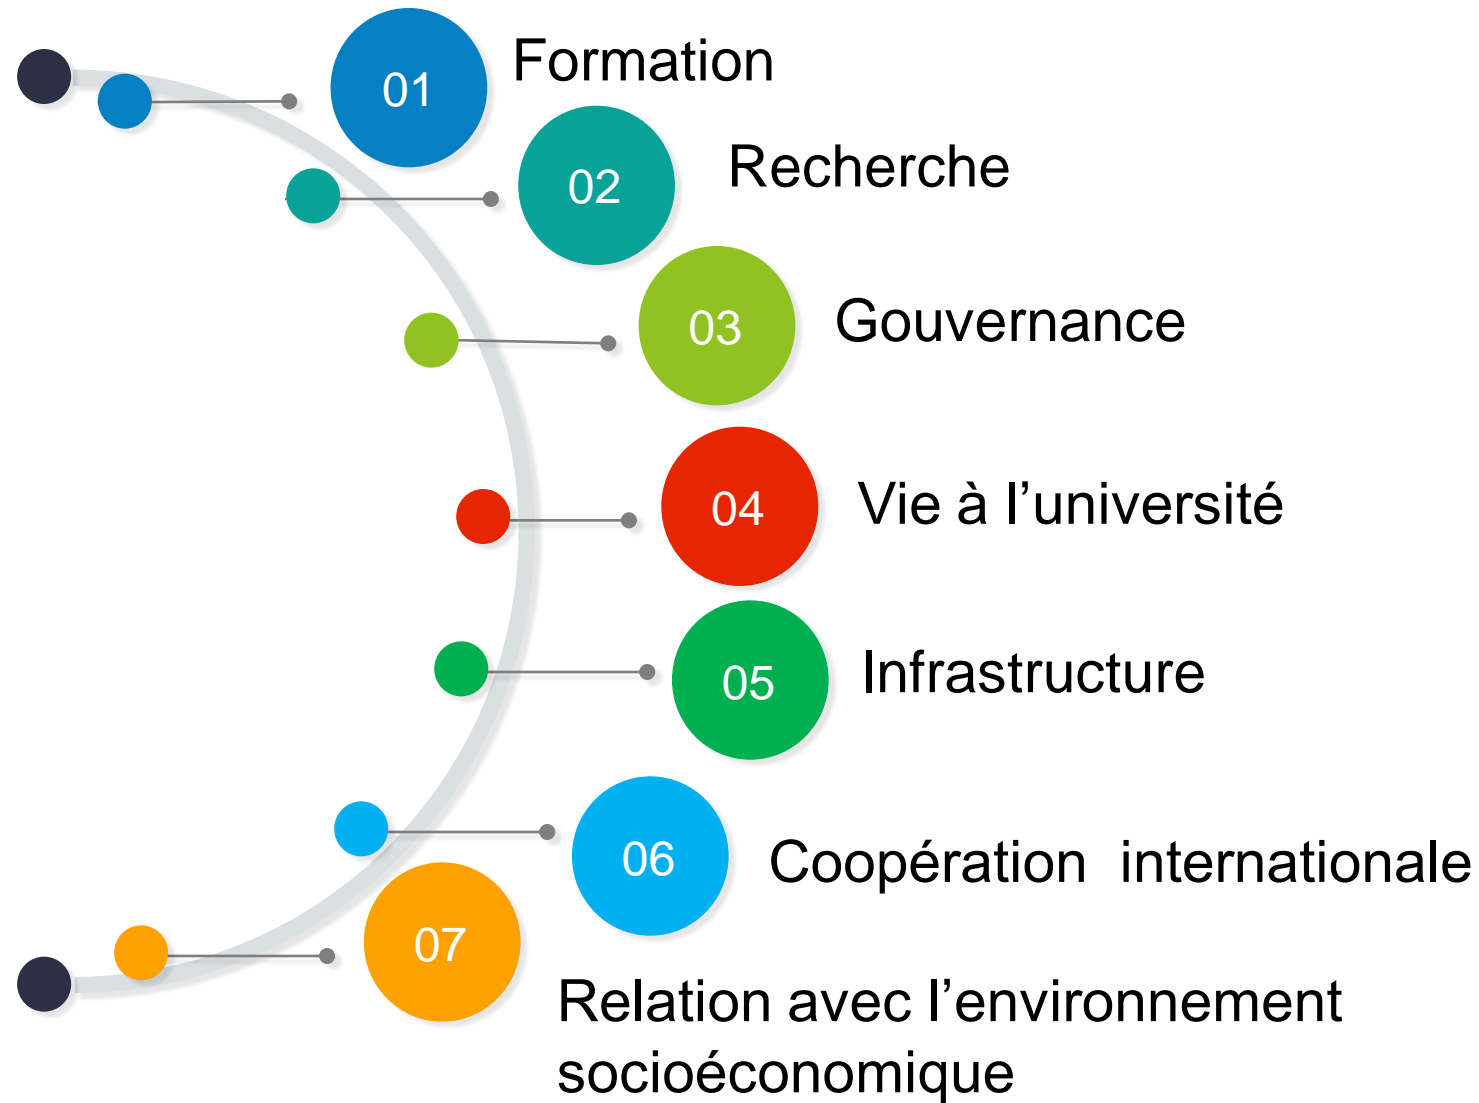 01
Formation
02
Recherche
03
Gouvernance
04
Vie à l’université
05
Infrastructure
06
Coopération internationale
07
Relation avec l’environnement
socioéconomique